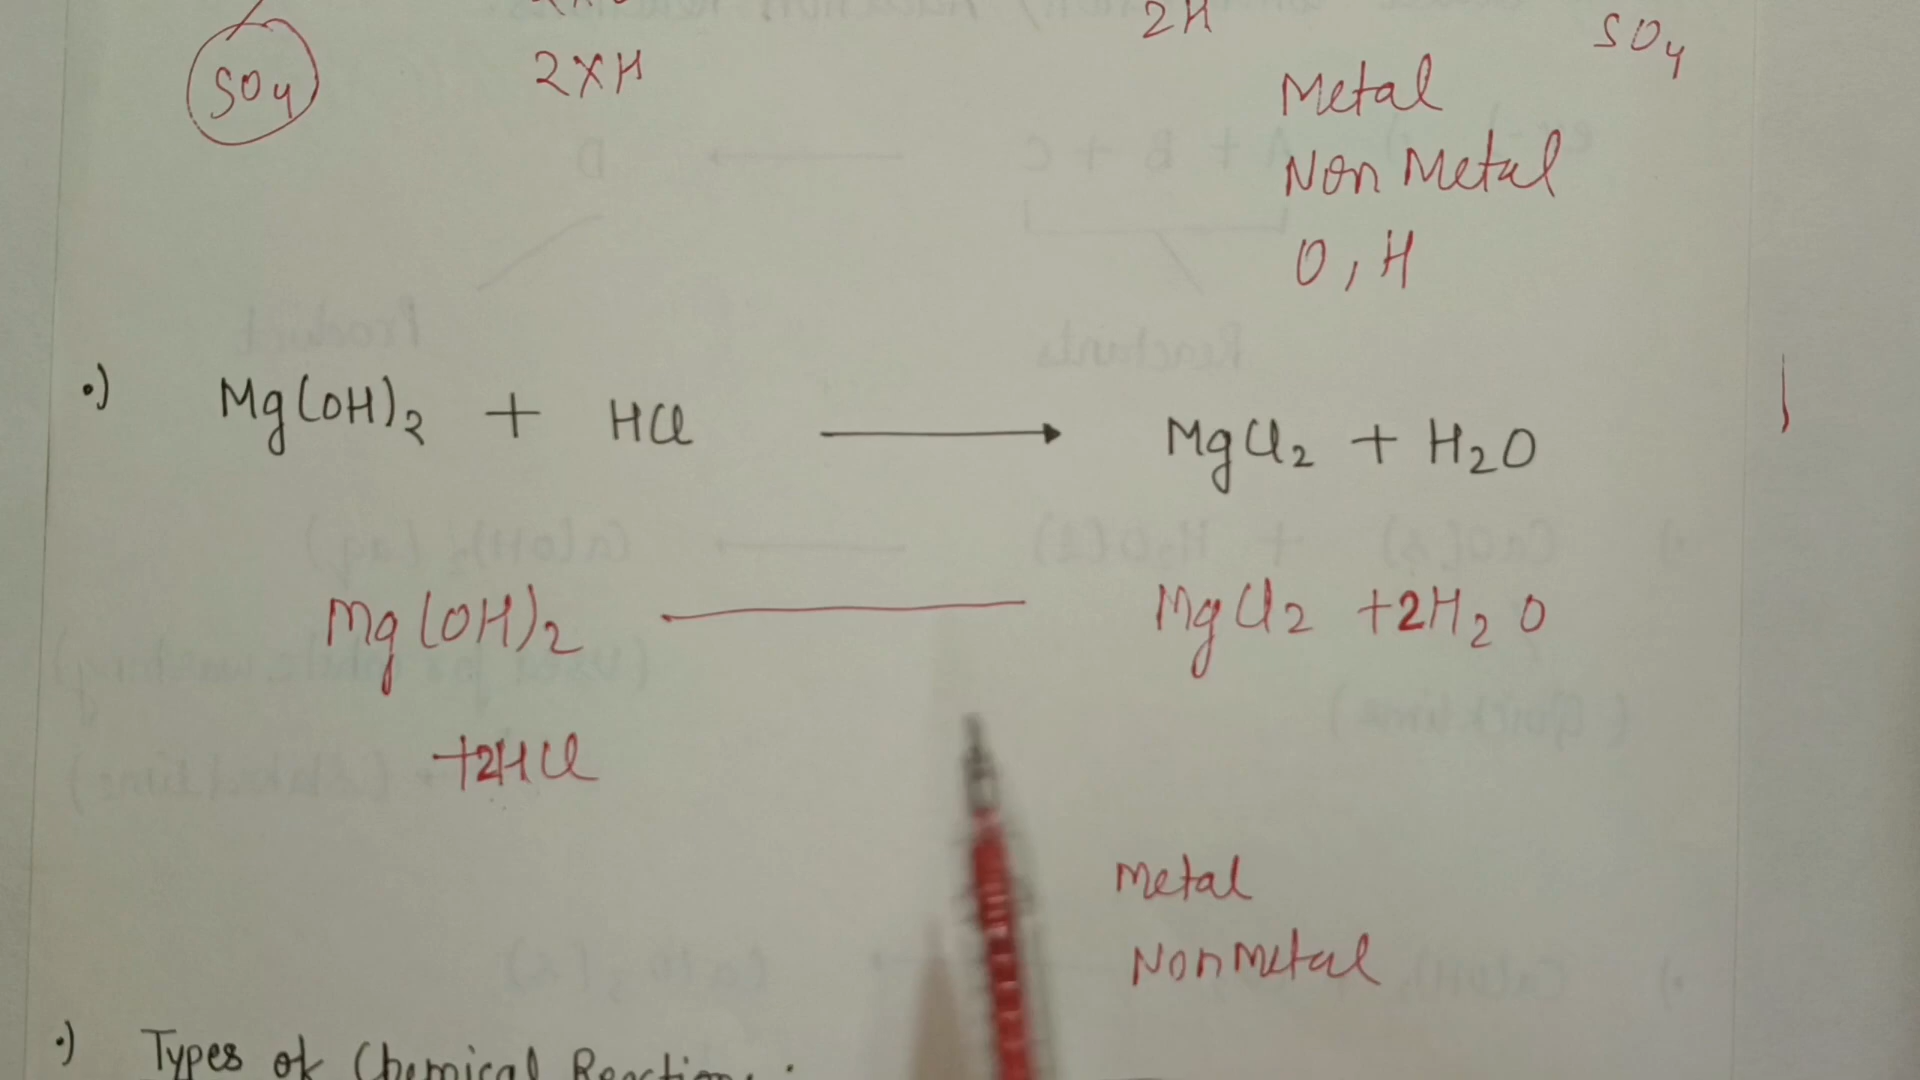 2H
SO4
SO4
2XH
Metal
Non Metal
O, H
•) Mg(OH)2 + HCl → MgCl2 + H2O
Mg(OH)2 — MgCl2 +2H2O
+2HCl
Metal
Nonmetal
•) Types of Chemical Reaction